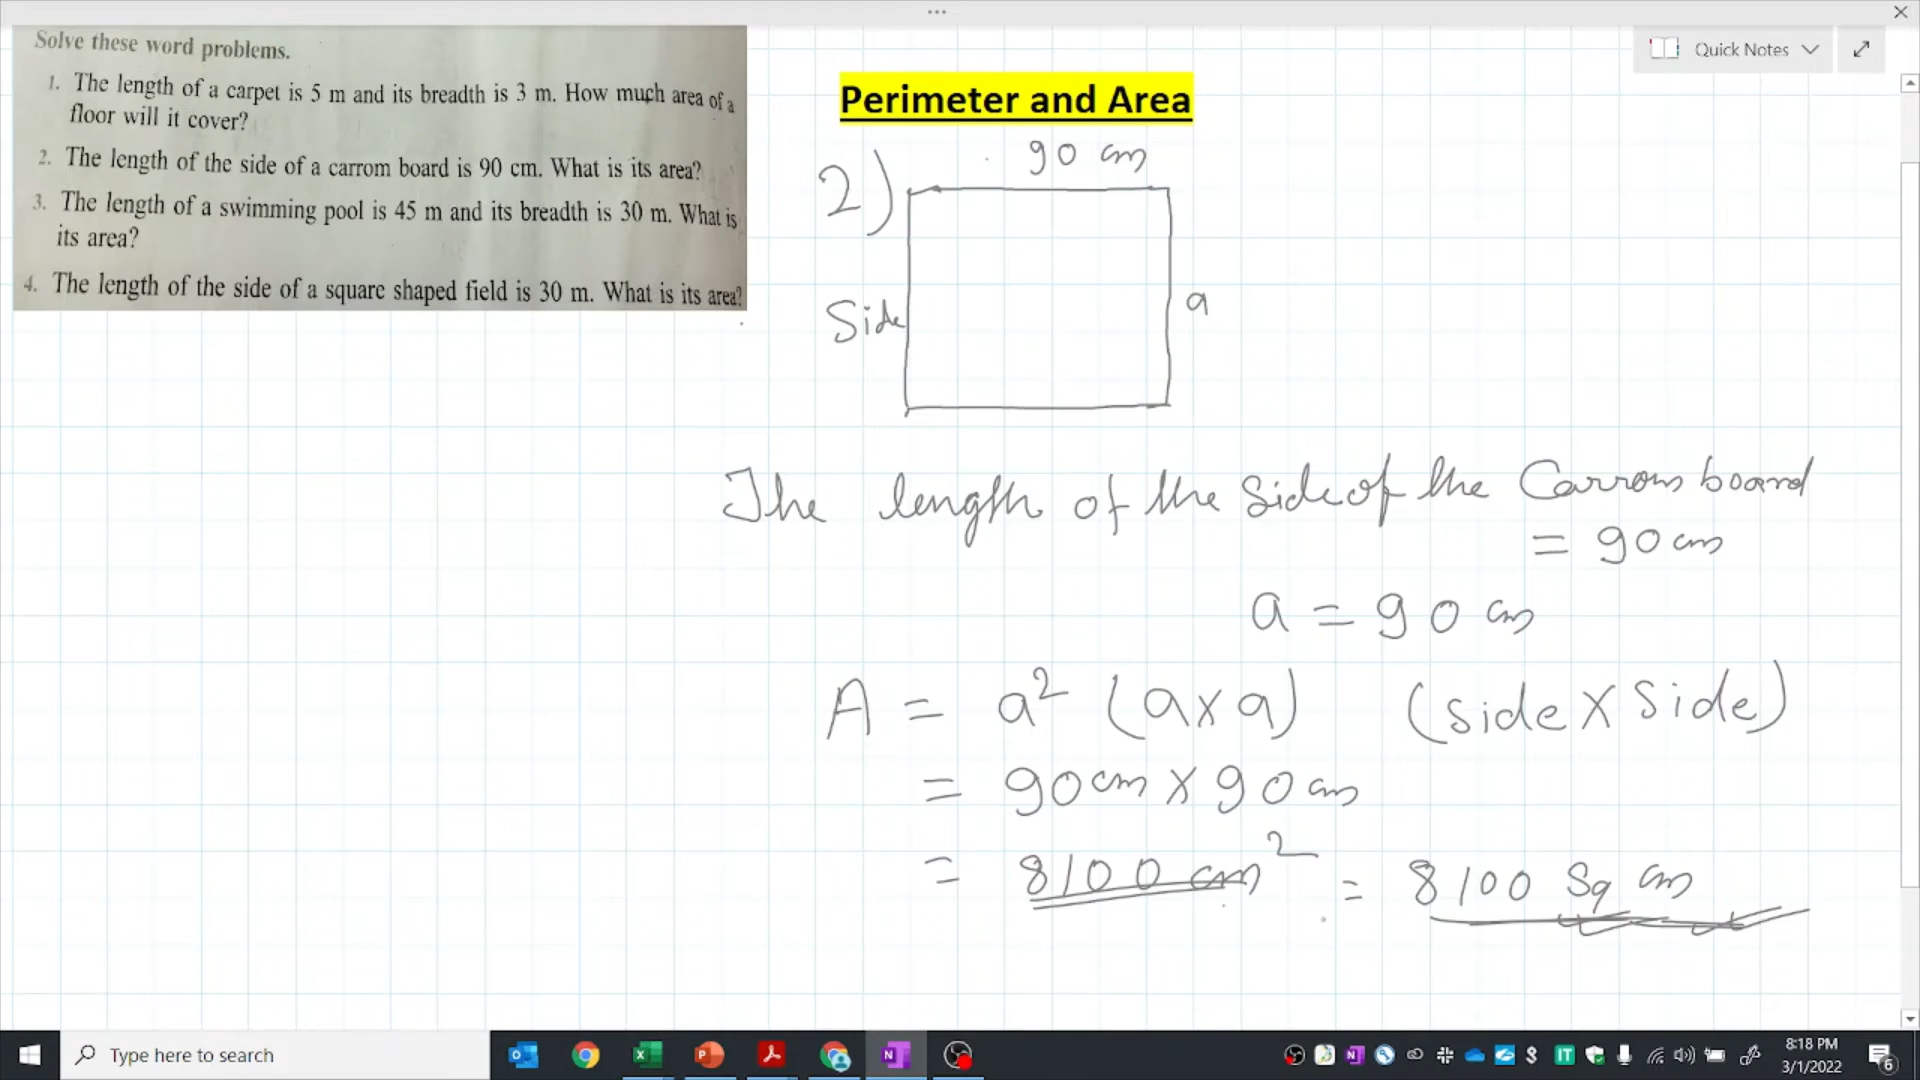 Quick Notes
Solve these word problems.
1. The length of a carpet is 5 m and its breadth is 3 m. How much area of a
floor will it cover?
2. The length of the side of a carrom board is 90 cm. What is its area?
3. The length of a swimming pool is 45 m and its breadth is 30 m. What is
its area?
4. The length of the side of a square shaped field is 30 m. What is its area?
Perimeter and Area
2)
90 cm
Side
a
The length of the Side of the Carrom board
= 90 cm
a = 90 cm
A = a² (a x a) (side X Side)
= 90 cm x 90 cm
= 8100 cm² = 8100 Sq cm
Type here to search
8:18 PM
3/1/2022
6